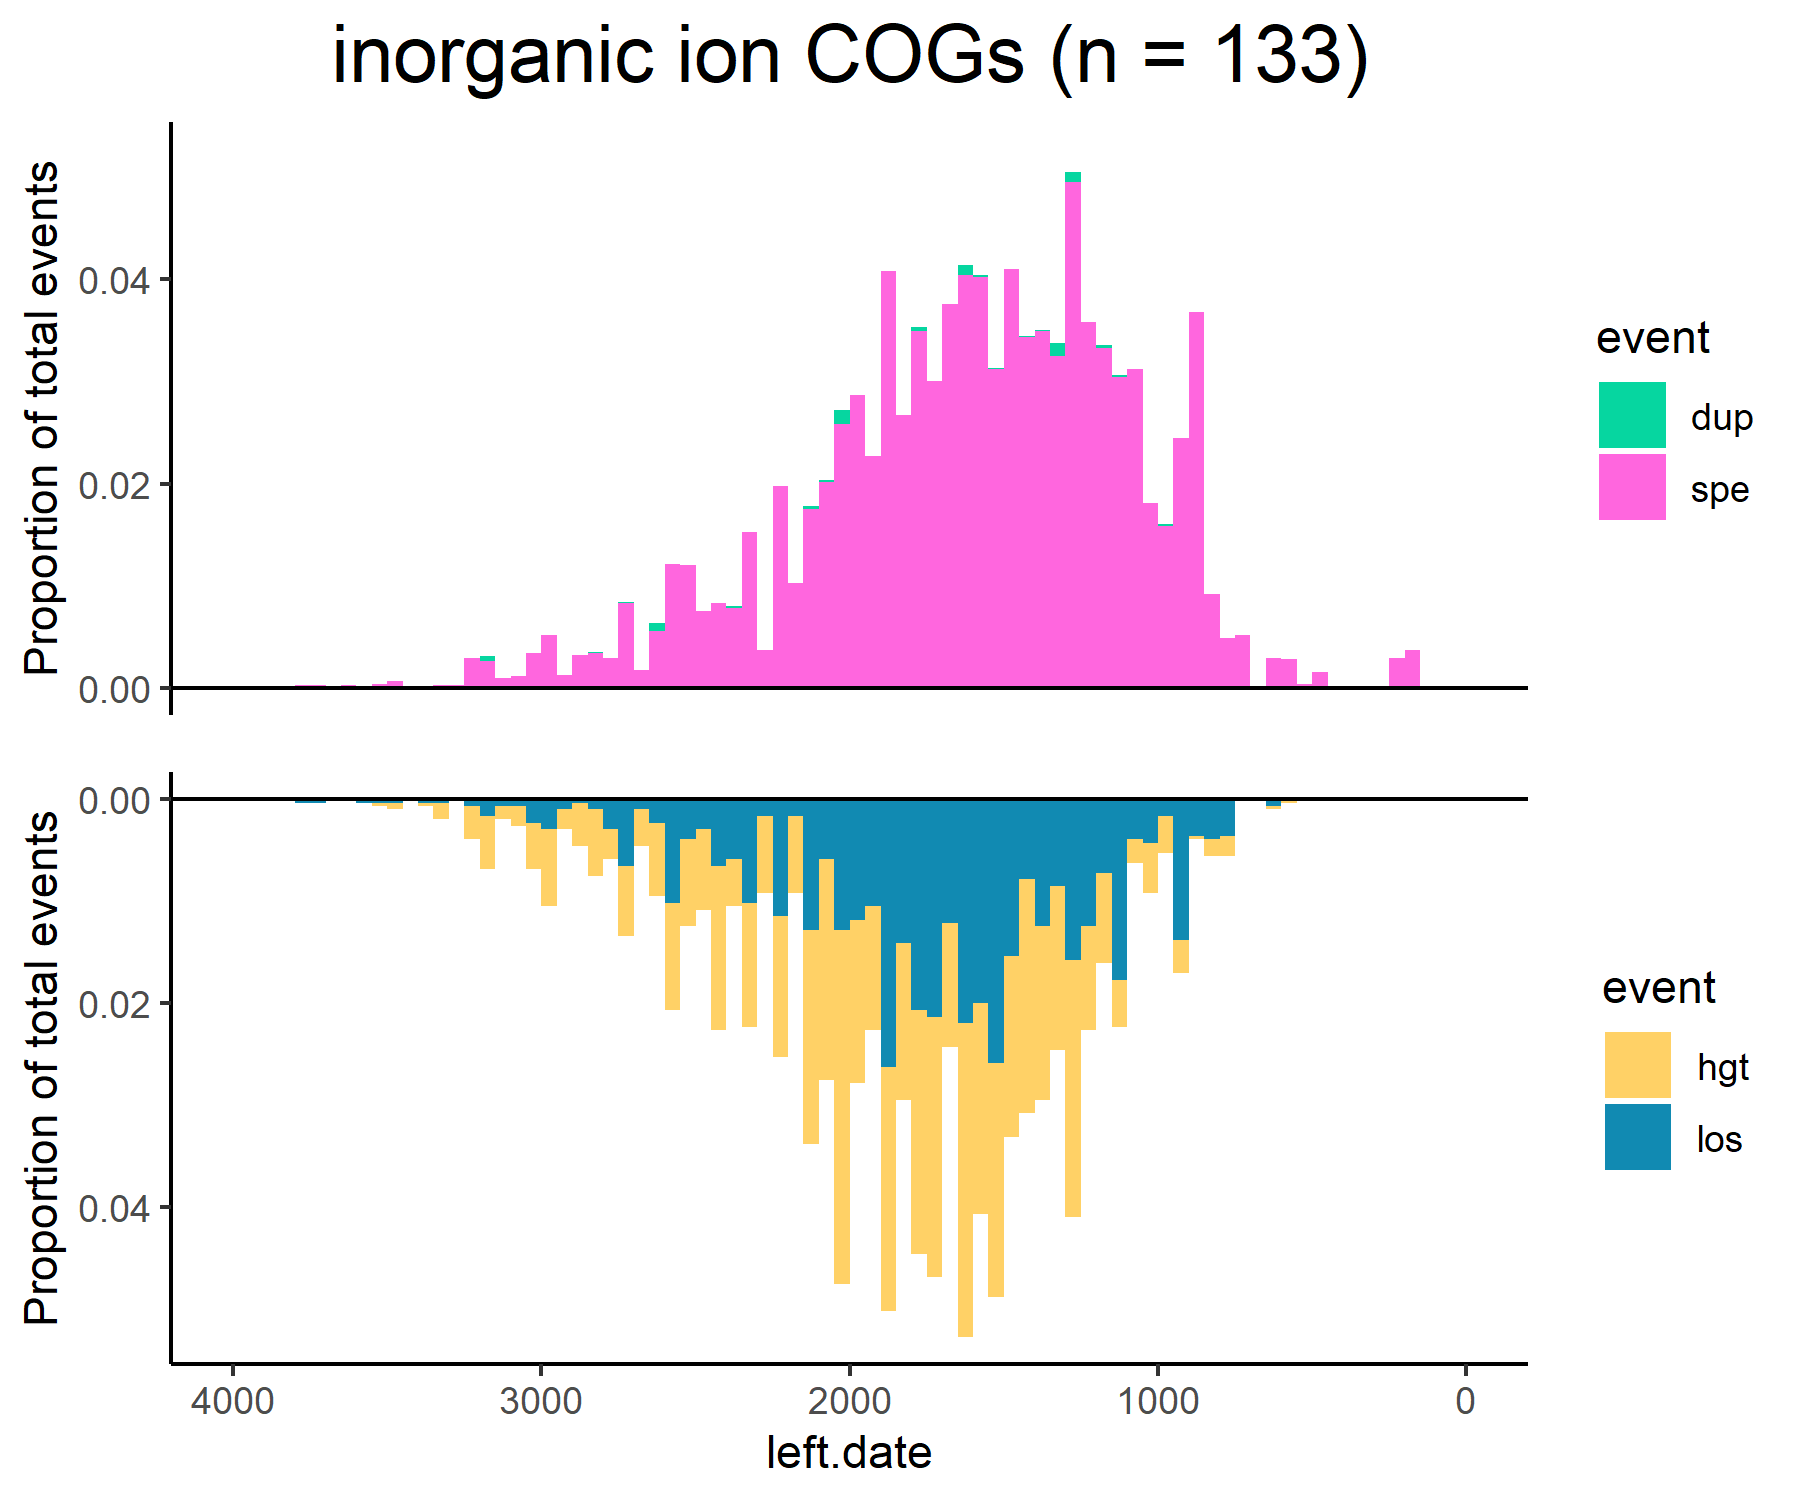 inorganic ion COGs (n = 133)
Proportion of total events
0.04
0.02
0.00
event
dup
spe
Proportion of total events
0.00
0.02
0.04
event
hgt
los
4000 3000 2000 1000 0
left.date